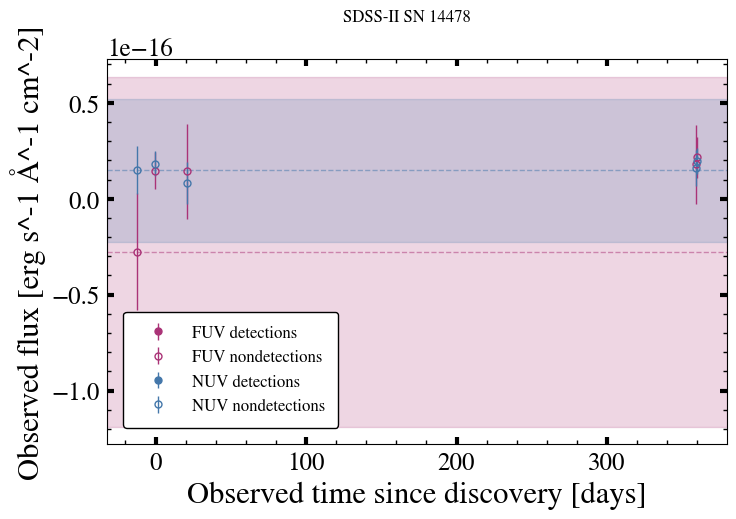 SDSS-II SN 14478
1e−16
Observed flux [erg s^-1 Å^-1 cm^-2]
0.5
0.0
−0.5
−1.0
FUV detections
FUV nondetections
NUV detections
NUV nondetections
0 100 200 300
Observed time since discovery [days]